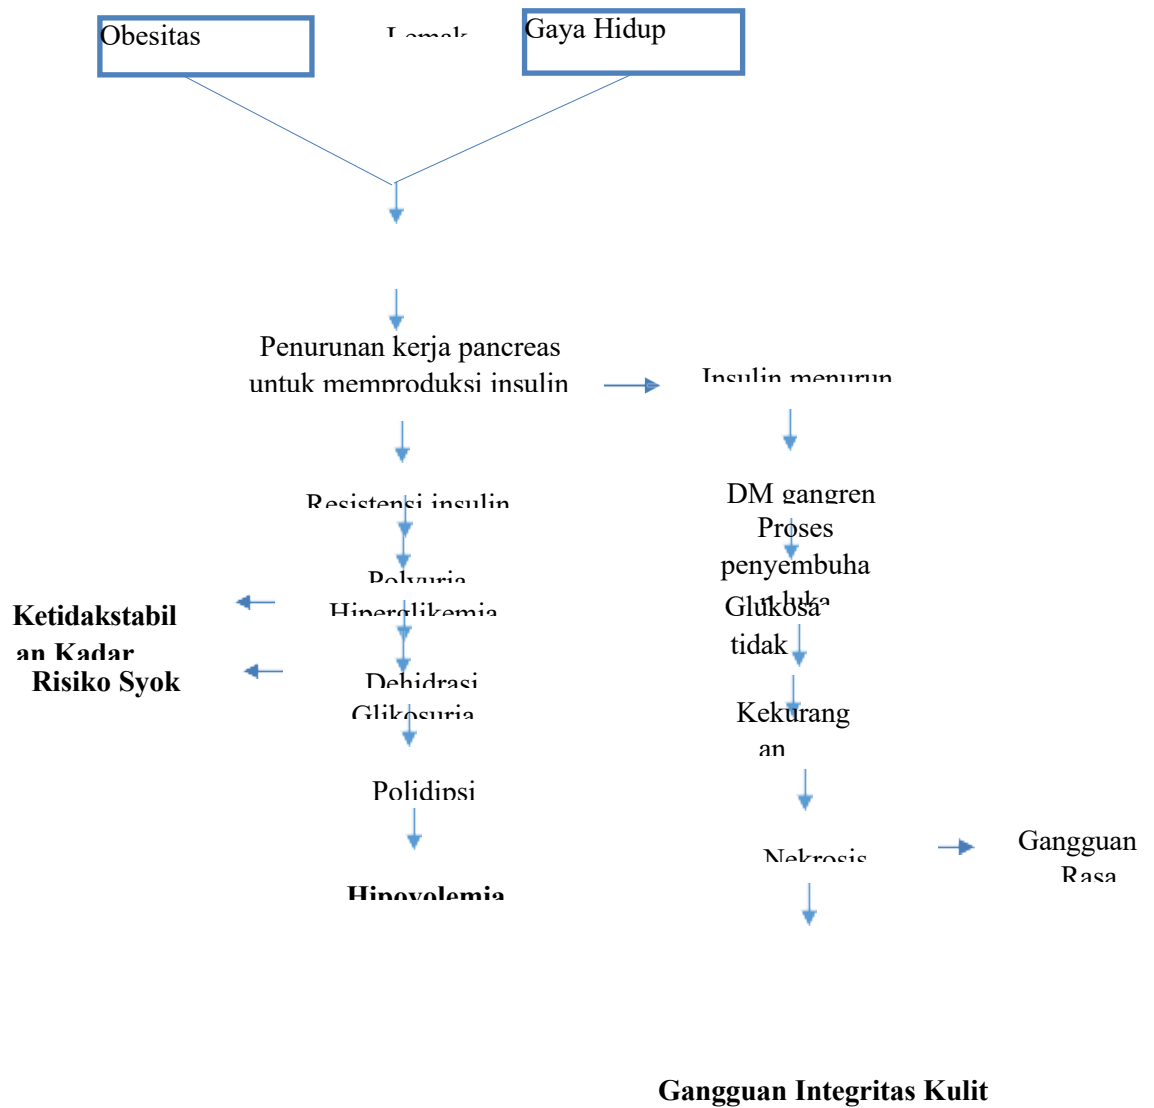 Obesitas
Lemak
Gaya Hidup
Penurunan kerja pancreas
untuk memproduksi insulin
Insulin menurun
Resistensi insulin
DM gangren
Proses
penyembuha
n luka
Polyuria
Hiperglikemia
Ketidakstabil
an Kadar
Glukosa
tidak
Risiko Syok
Dehidrasi
Glikosuria
Kekurang
an
Polidipsi
Nekrosis
Gangguan
Rasa
Hipovolemia
Gangguan Integritas Kulit